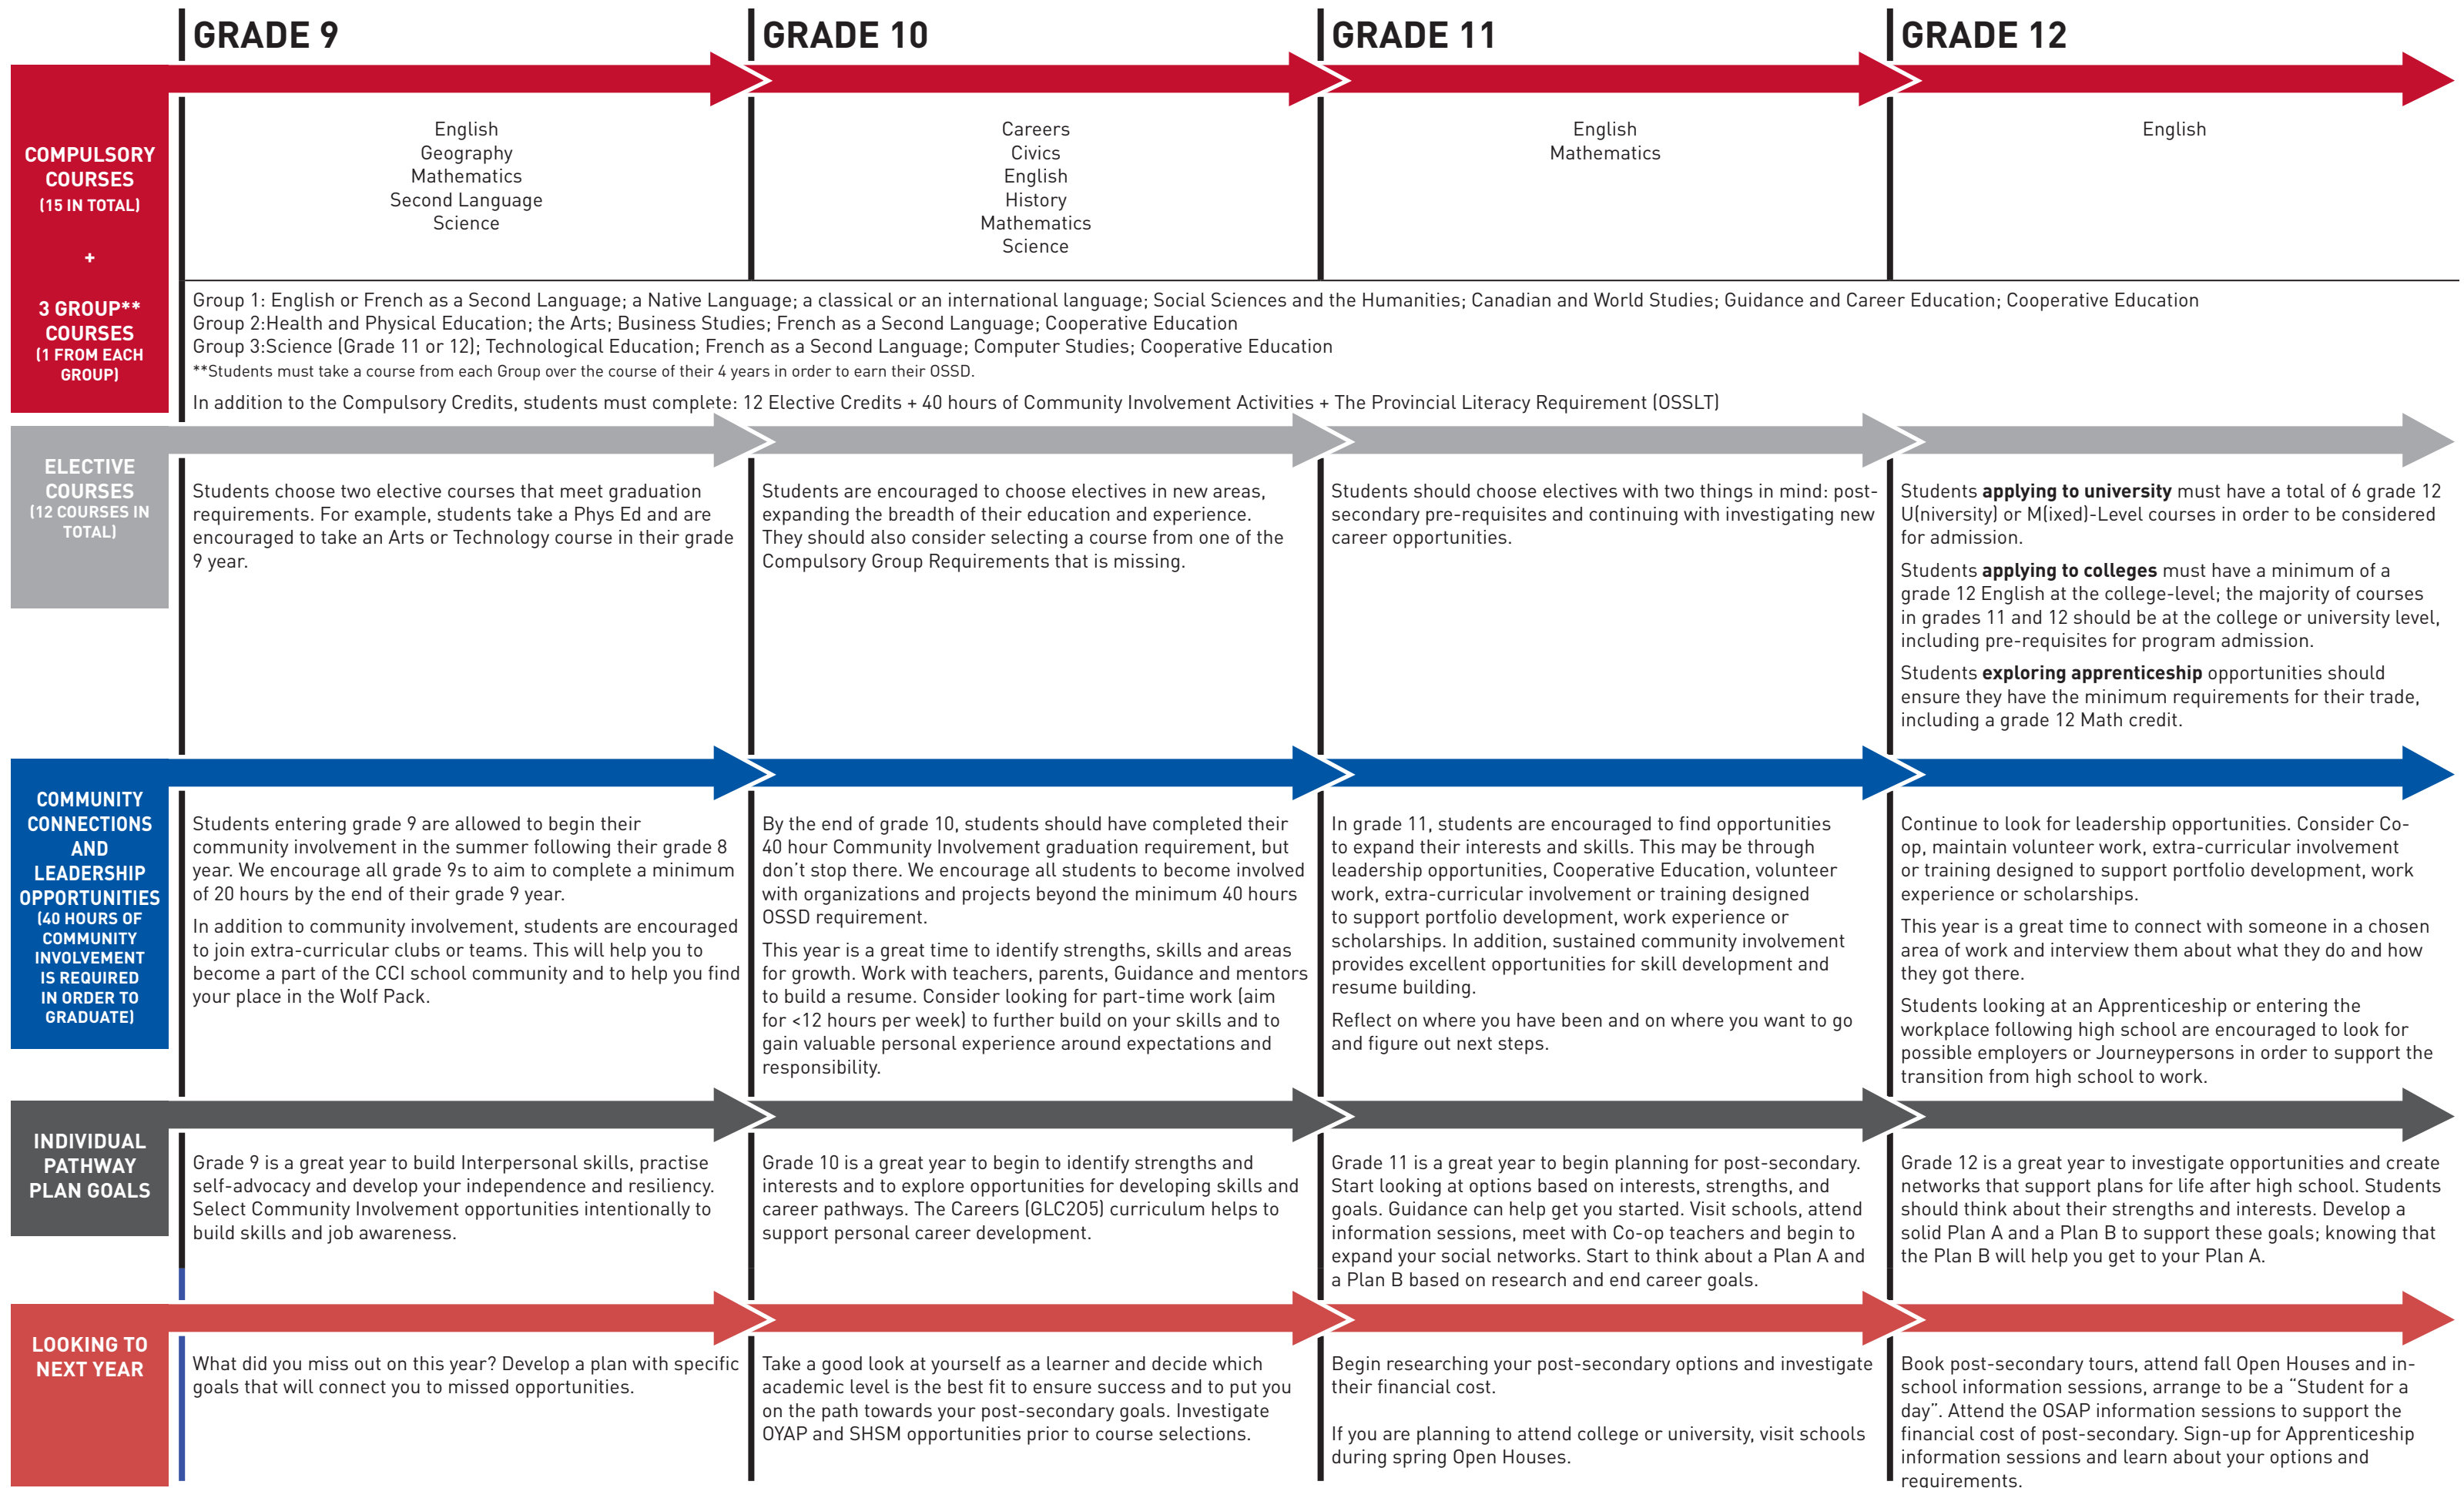 GRADE 9
GRADE 10
GRADE 11
GRADE 12
COMPULSORY
COURSES
(15 IN TOTAL)
+
3 GROUP**
COURSES
(1 FROM EACH
GROUP)
English
Geography
Mathematics
Second Language
Science
Careers
Civics
English
History
Mathematics
Science
English
Mathematics
English
Group 1: English or French as a Second Language; a Native Language; a classical or an international language; Social Sciences and the Humanities; Canadian and World Studies; Guidance and Career Education; Cooperative Education
Group 2:Health and Physical Education; the Arts; Business Studies; French as a Second Language; Cooperative Education
Group 3:Science (Grade 11 or 12); Technological Education; French as a Second Language; Computer Studies; Cooperative Education
**Students must take a course from each Group over the course of their 4 years in order to earn their OSSD.
In addition to the Compulsory Credits, students must complete: 12 Elective Credits + 40 hours of Community Involvement Activities + The Provincial Literacy Requirement (OSSLT)
ELECTIVE
COURSES
(12 COURSES IN
TOTAL)
Students choose two elective courses that meet graduation
requirements. For example, students take a Phys Ed and are
encouraged to take an Arts or Technology course in their grade
9 year.
Students are encouraged to choose electives in new areas,
expanding the breadth of their education and experience.
They should also consider selecting a course from one of the
Compulsory Group Requirements that is missing.
Students should choose electives with two things in mind: post-
secondary pre-requisites and continuing with investigating new
career opportunities.
Students applying to university must have a total of 6 grade 12
U(niversity) or M(ixed)-Level courses in order to be considered
for admission.
Students applying to colleges must have a minimum of a
grade 12 English at the college-level; the majority of courses
in grades 11 and 12 should be at the college or university level,
including pre-requisites for program admission.
Students exploring apprenticeship opportunities should
ensure they have the minimum requirements for their trade,
including a grade 12 Math credit.
COMMUNITY
CONNECTIONS
AND
LEADERSHIP
OPPORTUNITIES
(40 HOURS OF
COMMUNITY
INVOLVEMENT
IS REQUIRED
IN ORDER TO
GRADUATE)
Students entering grade 9 are allowed to begin their
community involvement in the summer following their grade 8
year. We encourage all grade 9s to aim to complete a minimum
of 20 hours by the end of their grade 9 year.
In addition to community involvement, students are encouraged
to join extra-curricular clubs or teams. This will help you to
become a part of the CCI school community and to help you find
your place in the Wolf Pack.
By the end of grade 10, students should have completed their
40 hour Community Involvement graduation requirement, but
don't stop there. We encourage all students to become involved
with organizations and projects beyond the minimum 40 hours
OSSD requirement.
This year is a great time to identify strengths, skills and areas
for growth. Work with teachers, parents, Guidance and mentors
to build a resume. Consider looking for part-time work (aim
for <12 hours per week) to further build on your skills and to
gain valuable personal experience around expectations and
responsibility.
In grade 11, students are encouraged to find opportunities
to expand their interests and skills. This may be through
leadership opportunities, Cooperative Education, volunteer
work, extra-curricular involvement or training designed
to support portfolio development, work experience or
scholarships. In addition, sustained community involvement
provides excellent opportunities for skill development and
resume building.
Reflect on where you have been and on where you want to go
and figure out next steps.
Continue to look for leadership opportunities. Consider Co-
op, maintain volunteer work, extra-curricular involvement
or training designed to support portfolio development, work
experience or scholarships.
This year is a great time to connect with someone in a chosen
area of work and interview them about what they do and how
they got there.
Students looking at an Apprenticeship or entering the
workplace following high school are encouraged to look for
possible employers or Journeypersons in order to support the
transition from high school to work.
INDIVIDUAL
PATHWAY
PLAN GOALS
Grade 9 is a great year to build Interpersonal skills, practise
self-advocacy and develop your independence and resiliency.
Select Community Involvement opportunities intentionally to
build skills and job awareness.
Grade 10 is a great year to begin to identify strengths and
interests and to explore opportunities for developing skills and
career pathways. The Careers (GLC2O5) curriculum helps to
support personal career development.
Grade 11 is a great year to begin planning for post-secondary.
Start looking at options based on interests, strengths, and
goals. Guidance can help get you started. Visit schools, attend
information sessions, meet with Co-op teachers and begin to
expand your social networks. Start to think about a Plan A and
a Plan B based on research and end career goals.
Grade 12 is a great year to investigate opportunities and create
networks that support plans for life after high school. Students
should think about their strengths and interests. Develop a
solid Plan A and a Plan B to support these goals; knowing that
the Plan B will help you get to your Plan A.
LOOKING TO
NEXT YEAR
What did you miss out on this year? Develop a plan with specific
goals that will connect you to missed opportunities.
Take a good look at yourself as a learner and decide which
academic level is the best fit to ensure success and to put you
on the path towards your post-secondary goals. Investigate
OYAP and SHSM opportunities prior to course selections.
Begin researching your post-secondary options and investigate
their financial cost.
If you are planning to attend college or university, visit schools
during spring Open Houses.
Book post-secondary tours, attend fall Open Houses and in-
school information sessions, arrange to be a "Student for a
day". Attend the OSAP information sessions to support the
financial cost of post-secondary. Sign-up for Apprenticeship
information sessions and learn about your options and
requirements.